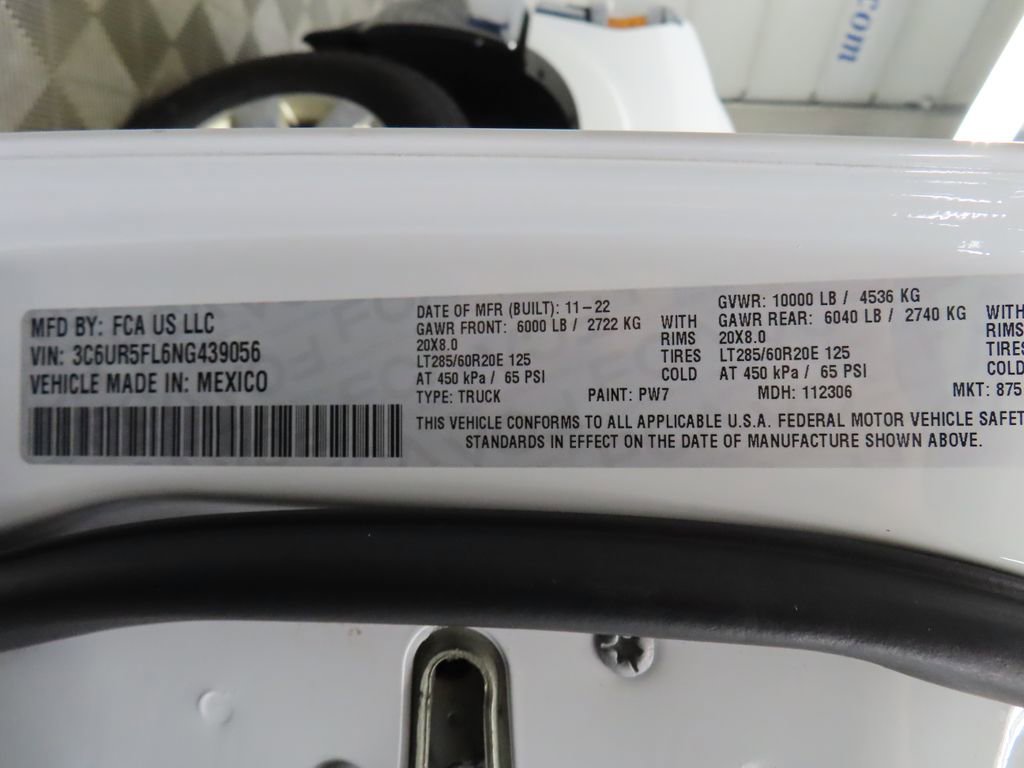 .com
MFD BY: FCA US LLC
VIN: 3C6UR5FL6NG439056
VEHICLE MADE IN: MEXICO
DATE OF MFR (BUILT): 11-22
GAWR FRONT: 6000 LB / 2722 KG WITH
20X8.0 RIMS
LT285/60R20E 125 TIRES
AT 450 kPa / 65 PSI COLD
GVWR: 10000 LB / 4536 KG
GAWR REAR: 6040 LB / 2740 KG WITH
20X8.0 RIMS
LT285/60R20E 125 TIRES
AT 450 kPa / 65 PSI COLD
TYPE: TRUCK PAINT: PW7 MDH: 112306 MKT: 875
THIS VEHICLE CONFORMS TO ALL APPLICABLE U.S.A. FEDERAL MOTOR VEHICLE SAFET
STANDARDS IN EFFECT ON THE DATE OF MANUFACTURE SHOWN ABOVE.